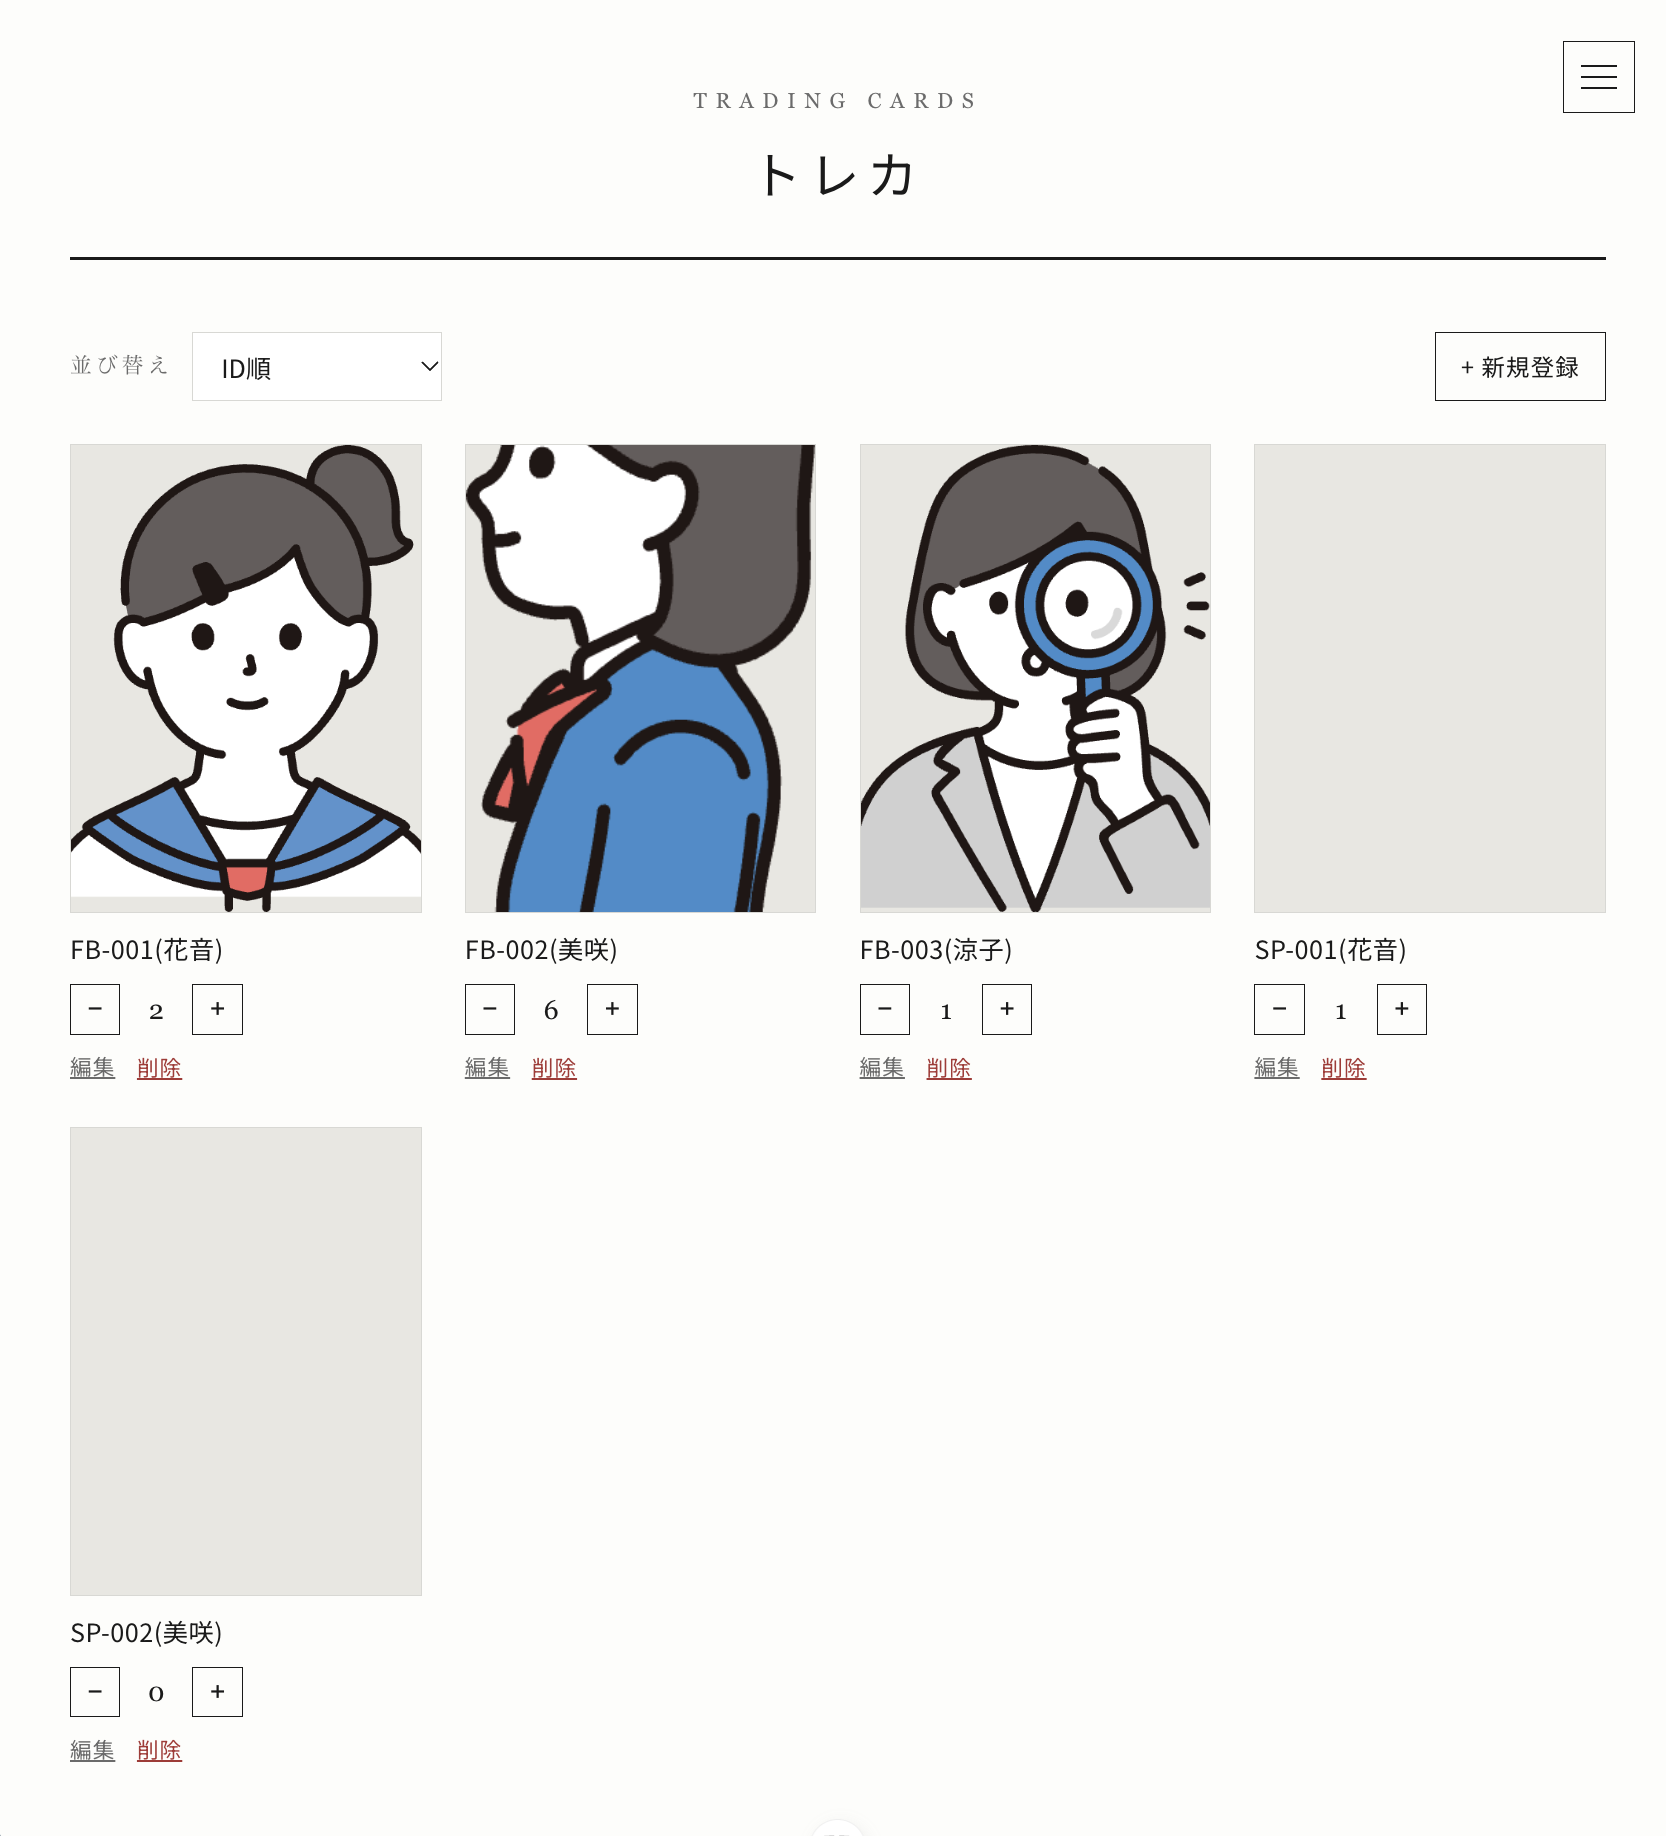 TRADING CARDS
トレカ
並び替え ID順 + 新規登録
FB-001(花音) FB-002(美咲) FB-003(涼子) SP-001(花音)
− 2 + − 6 + − 1 + − 1 +
編集 削除 編集 削除 編集 削除 編集 削除
SP-002(美咲)
− 0 +
編集 削除